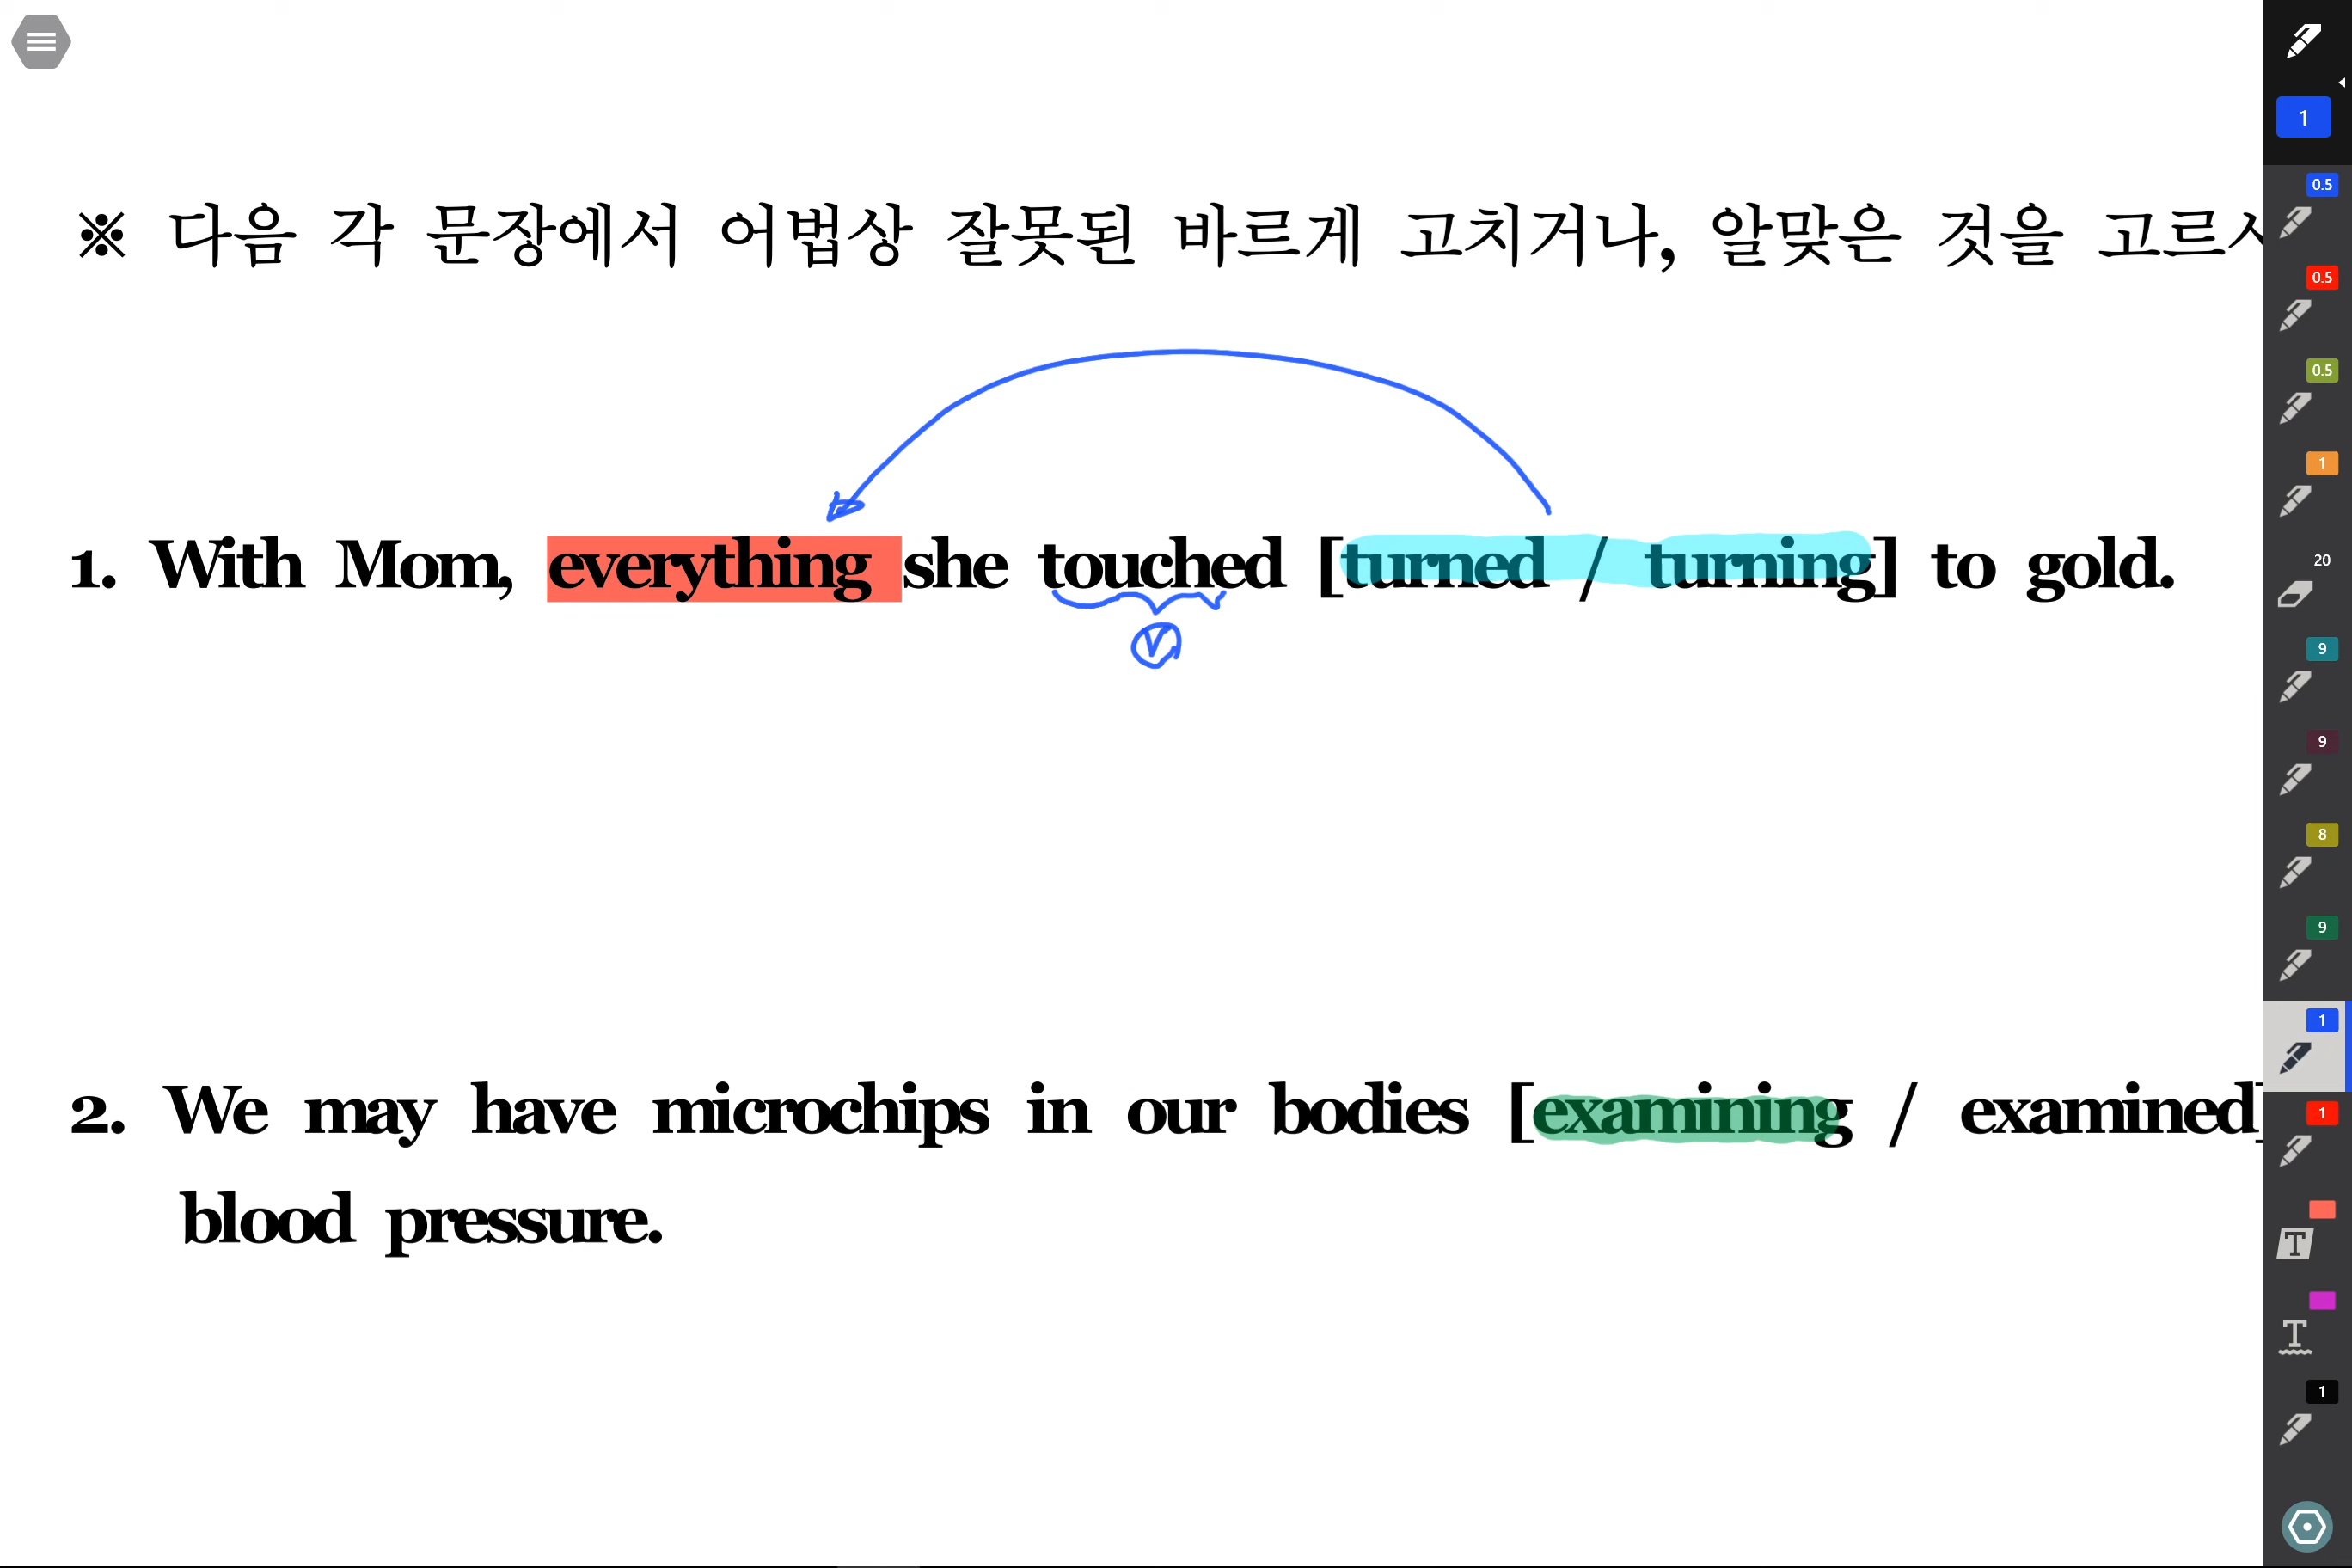 ※ 다음 각 문장에서 어법상 잘못된 바르게 고치거나, 알맞은 것을 고르시
1. With Mom, everything she touched [turned / turning] to gold.
V
2. We may have microchips in our bodies [examining / examined]
blood pressure.
1
0.5
0.5
0.5
1
20
9
9
8
9
1
1
T
T
1